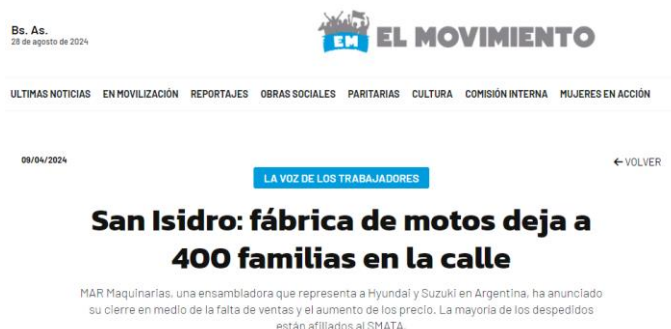 Bs. As.
28 de agosto de 2024
EM EL MOVIMIENTO
ULTIMAS NOTICIAS EN MOVILIZACIÓN REPORTAJES OBRAS SOCIALES PARITARIAS CULTURA COMISIÓN INTERNA MUJERES EN ACCIÓN
09/04/2024
← VOLVER
LA VOZ DE LOS TRABAJADORES
San Isidro: fábrica de motos deja a
400 familias en la calle
MAR Maquinarias, una ensambladora que representa a Hyundai y Suzuki en Argentina, ha anunciado
su cierre en medio de la falta de ventas y el aumento de los precio. La mayoría de los despedidos
están afiliados al SMATA.